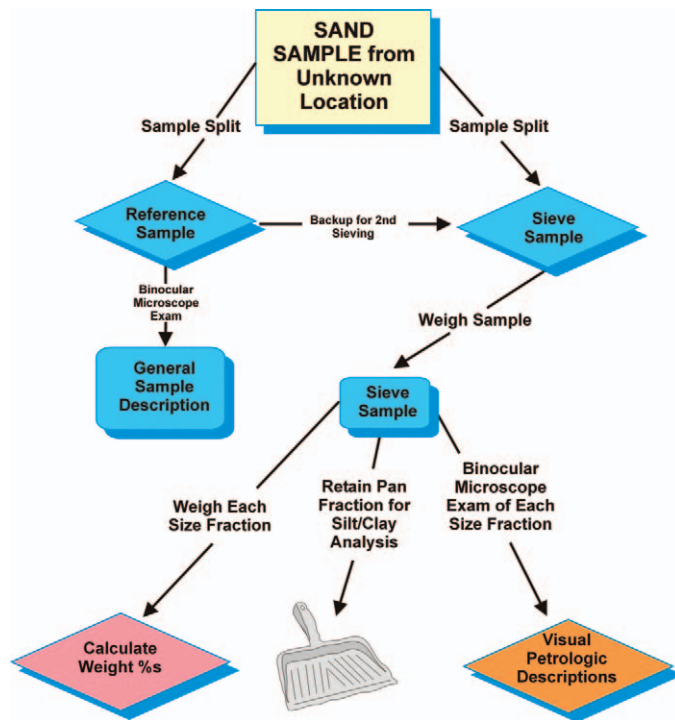 SAND
SAMPLE from
Unknown
Location
Sample Split
Sample Split
Reference
Sample
Backup for 2nd
Sieving
Sieve
Sample
Binocular
Microscope
Exam
Weigh Sample
General
Sample
Description
Sieve
Sample
Weigh Each
Size Fraction
Retain Pan
Fraction for
Silt/Clay
Analysis
Binocular
Microscope
Exam of Each
Size Fraction
Calculate
Weight %s
Visual
Petrologic
Descriptions